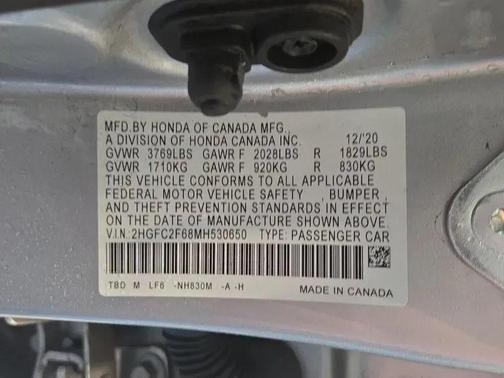 MFD.BY HONDA OF CANADA MFG.,
A DIVISION OF HONDA CANADA INC. 12/'20
GVWR 3769LBS GAWR F 2028LBS R 1829LBS
GVWR 1710KG GAWR F 920KG R 830KG
THIS VEHICLE CONFORMS TO ALL APPLICABLE
FEDERAL MOTOR VEHICLE SAFETY , BUMPER ,
AND THEFT PREVENTION STANDARDS IN EFFECT
ON THE DATE OF MANUFACTURE SHOWN ABOVE.
V.I.N.:2HGFC2F68MH530650 TYPE: PASSENGER CAR
TBD M LF6 -NH830M -A -H MADE IN CANADA